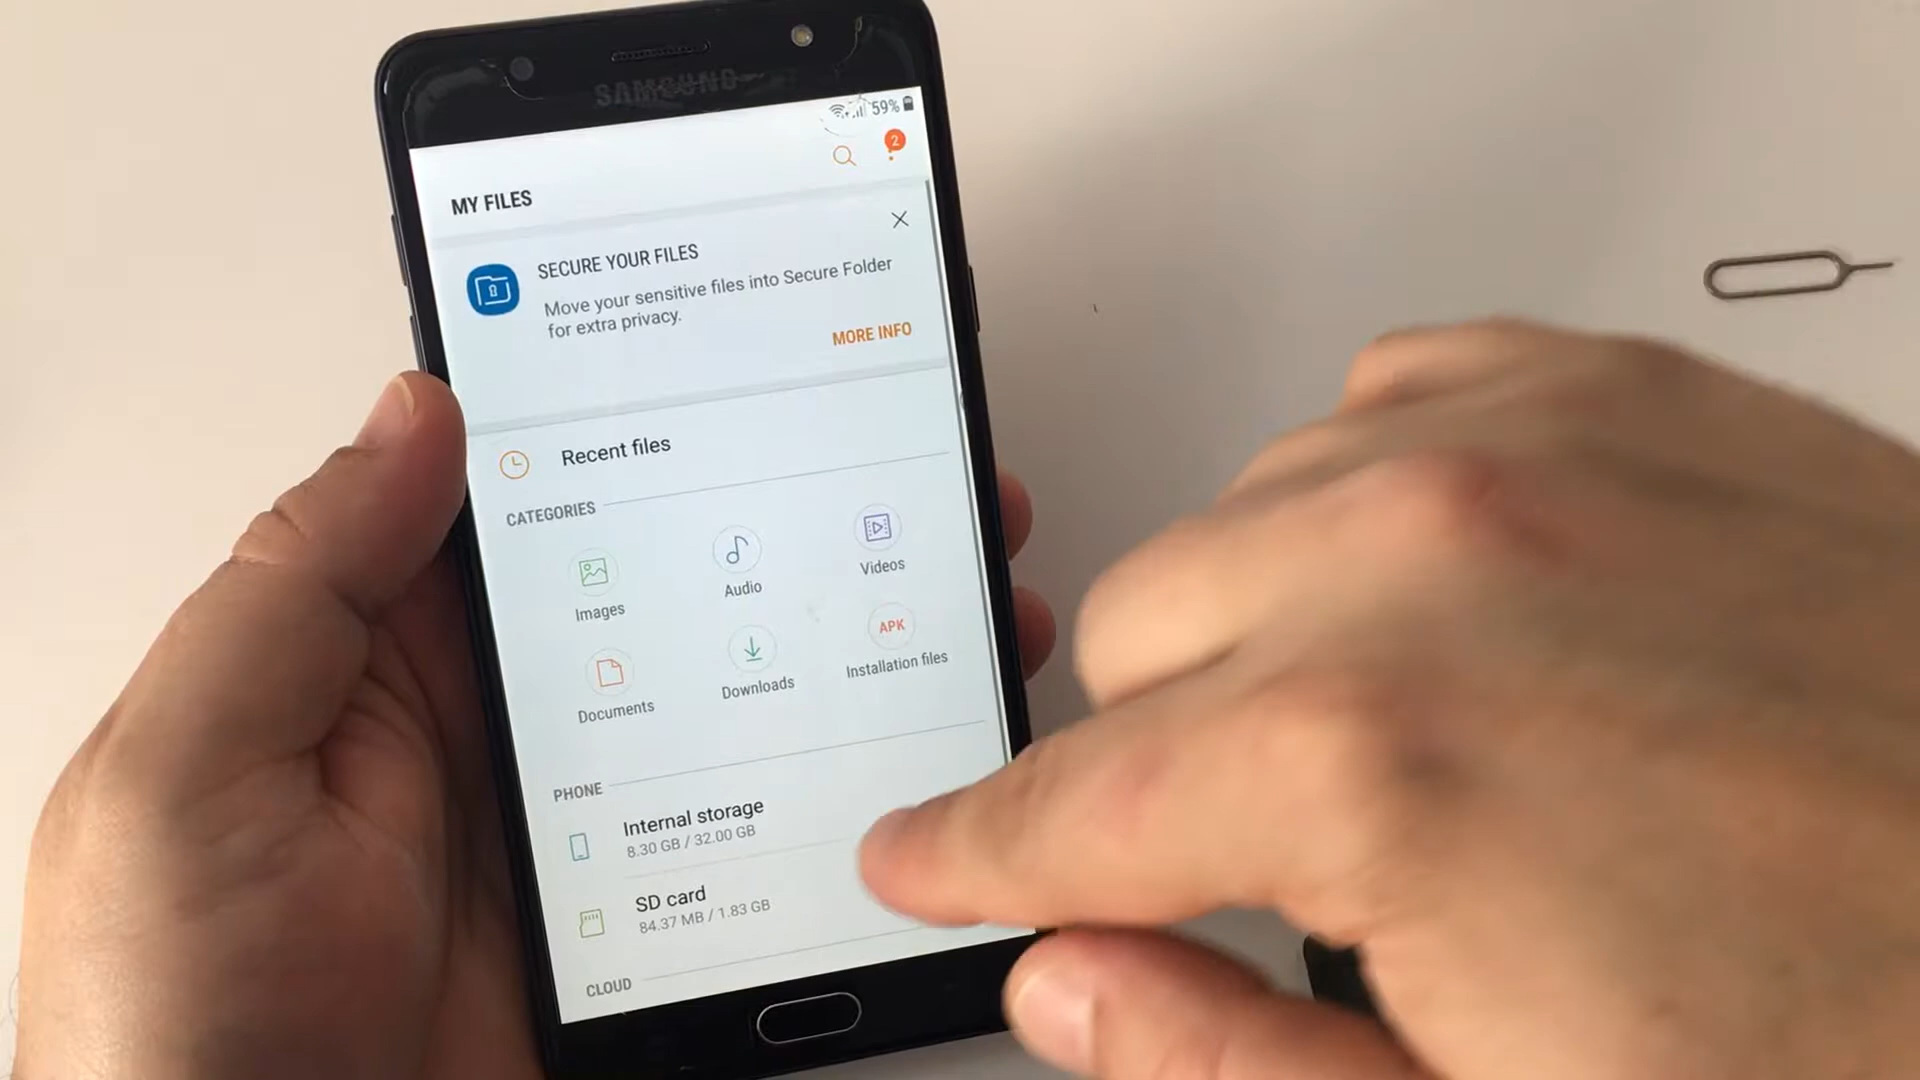 SAMSUNG
59%
2
MY FILES
SECURE YOUR FILES
Move your sensitive files into Secure Folder
for extra privacy.
MORE INFO
Recent files
CATEGORIES
Images
Audio
Videos
Documents
Downloads
APK
Installation files
PHONE
Internal storage
8.30 GB / 32.00 GB
SD card
84.37 MB / 1.83 GB
CLOUD